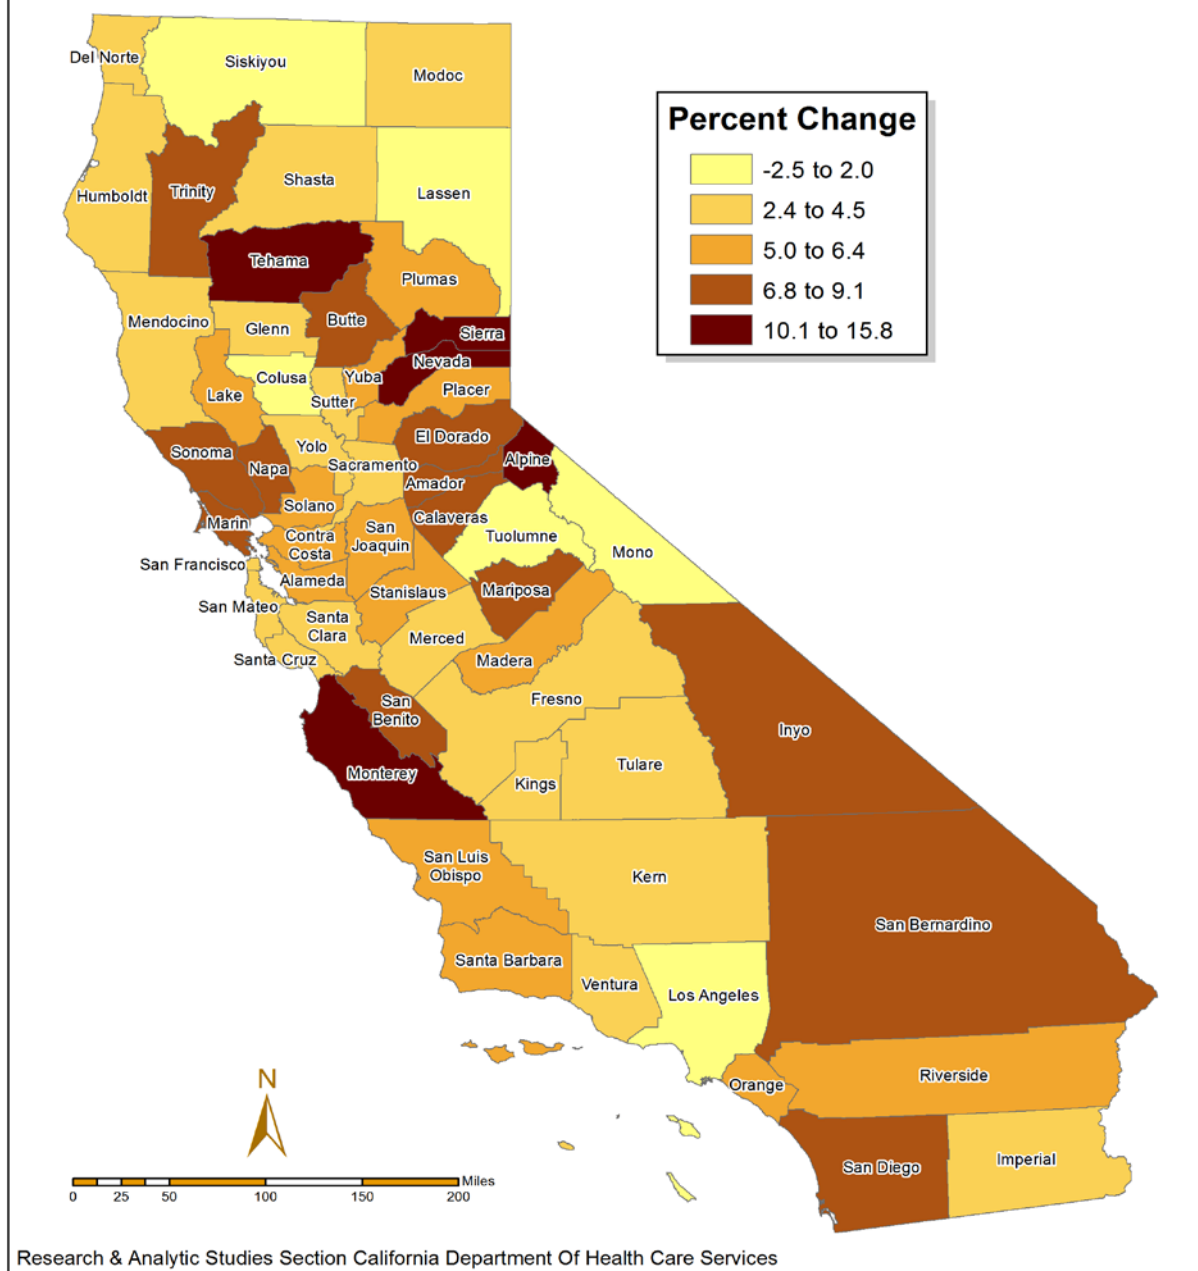 Del Norte
Siskiyou
Modoc
Percent Change
-2.5 to 2.0
2.4 to 4.5
5.0 to 6.4
6.8 to 9.1
10.1 to 15.8
Humboldt
Trinity
Shasta
Lassen
Tehama
Plumas
Mendocino
Glenn
Butte
Sierra
Nevada
Lake
Colusa
Yuba
Placer
Sutter
Sonoma
Napa
Yolo
El Dorado
Sacramento
Alpine
Amador
Solano
Marin
Calaveras
Contra
Costa
San
Joaquin
Tuolumne
Mono
San Francisco
Alameda
Stanislaus
Mariposa
San Mateo
Santa
Clara
Merced
Santa Cruz
Madera
San
Benito
Fresno
Inyo
Monterey
Kings
Tulare
San Luis
Obispo
Kern
San Bernardino
Santa Barbara
Ventura
Los Angeles
Orange
Riverside
San Diego
Imperial
N
Miles
0 25 50 100 150 200
Research & Analytic Studies Section California Department Of Health Care Services